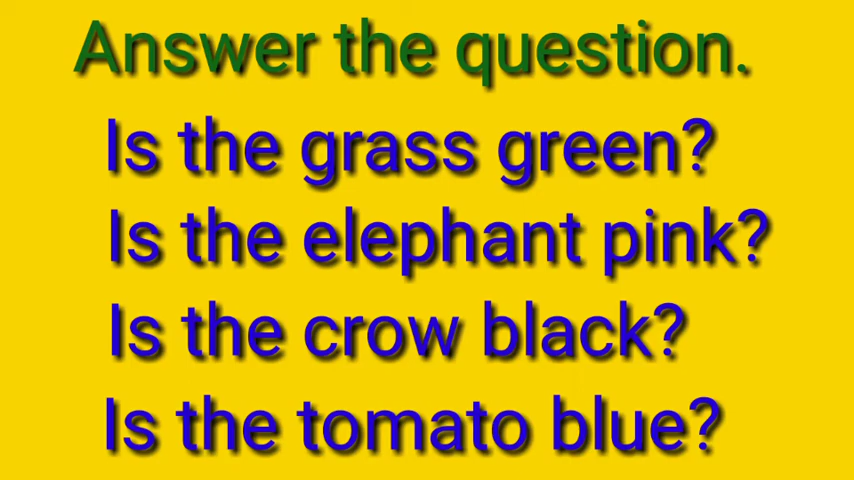 Answer the question.
Is the grass green?
Is the elephant pink?
Is the crow black?
Is the tomato blue?